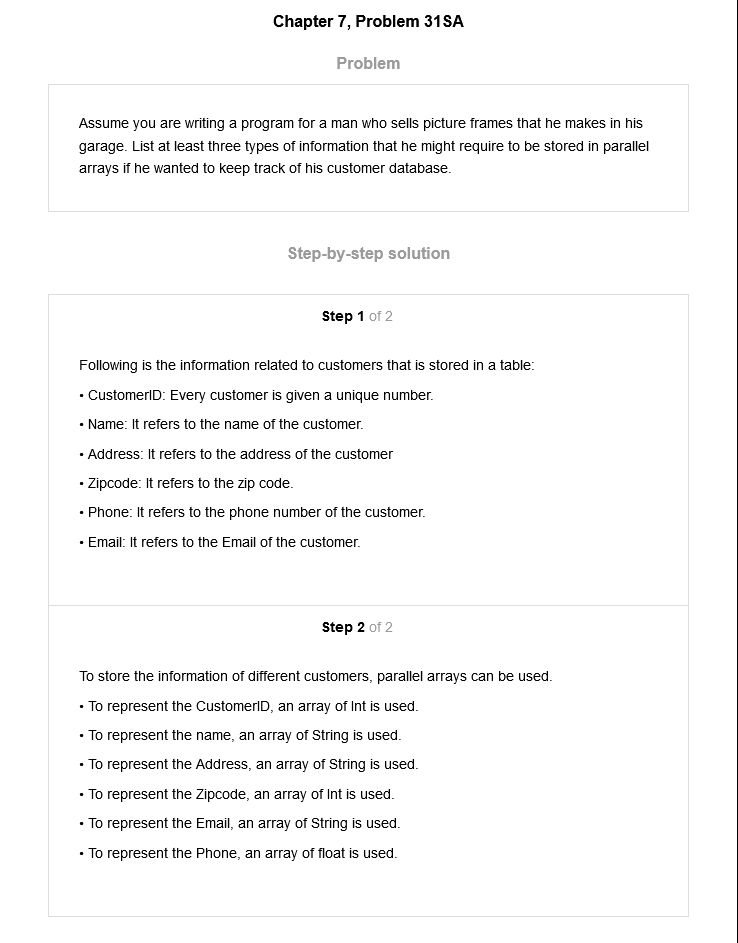 Chapter 7, Problem 31SA
Problem
Assume you are writing a program for a man who sells picture frames that he makes in his
garage. List at least three types of information that he might require to be stored in parallel
arrays if he wanted to keep track of his customer database.
Step-by-step solution
Step 1 of 2
Following is the information related to customers that is stored in a table:
• CustomerID: Every customer is given a unique number.
• Name: It refers to the name of the customer.
• Address: It refers to the address of the customer
• Zipcode: It refers to the zip code.
• Phone: It refers to the phone number of the customer.
• Email: It refers to the Email of the customer.
Step 2 of 2
To store the information of different customers, parallel arrays can be used.
• To represent the CustomerID, an array of Int is used.
• To represent the name, an array of String is used.
• To represent the Address, an array of String is used.
• To represent the Zipcode, an array of Int is used.
• To represent the Email, an array of String is used.
• To represent the Phone, an array of float is used.